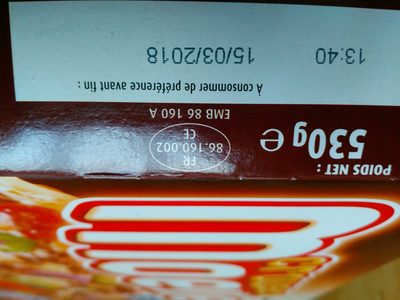 POIDS NET :
530g e
FR
86.160.002
CE
EMB 86 160 A
À consommer de préférence avant fin :
15/03/2018
13:40